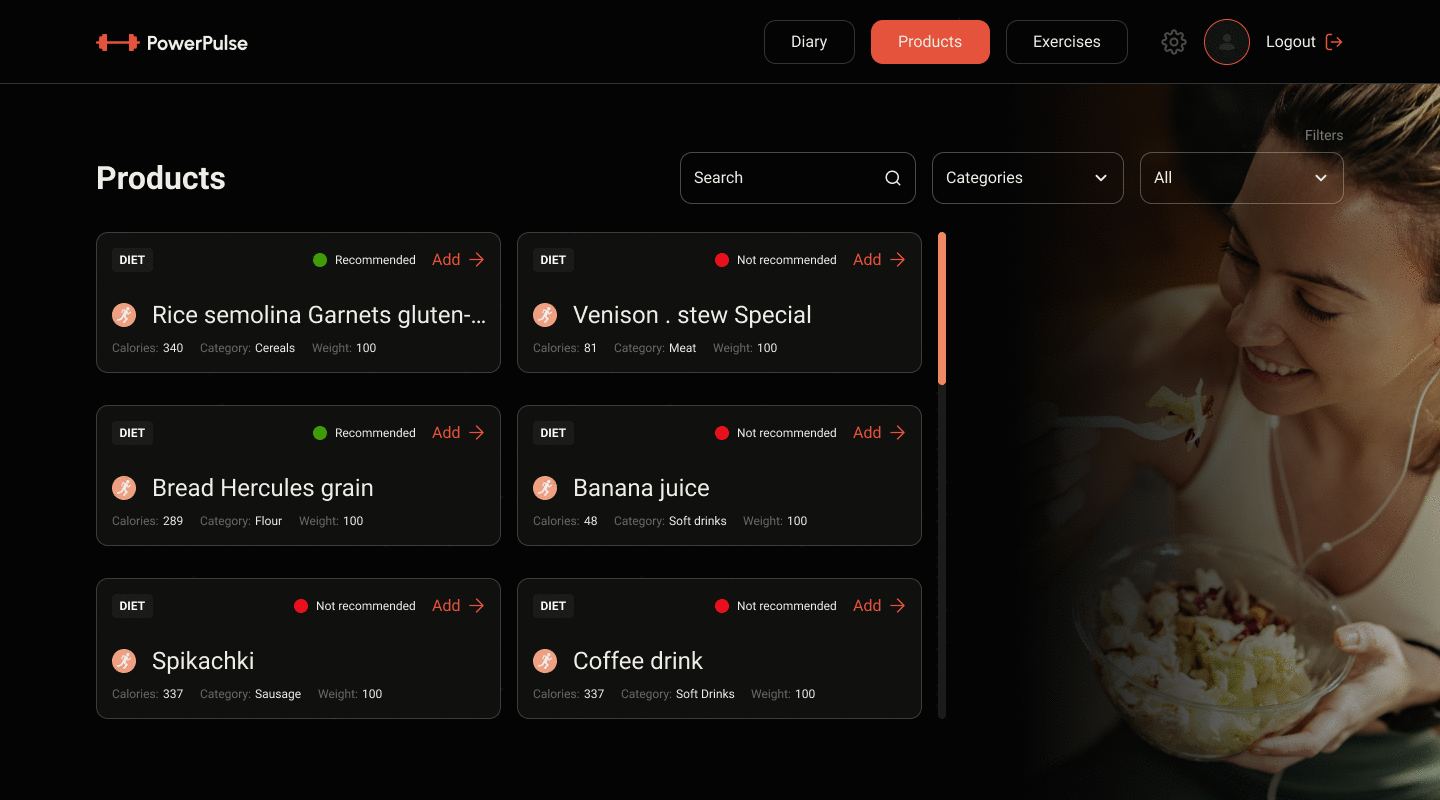 PowerPulse
Diary
Products
Exercises
Logout
Filters
Products
Search
Categories
All
DIET
Recommended
Add
Rice semolina Garnets gluten-...
Calories: 340 Category: Cereals Weight: 100
DIET
Not recommended
Add
Venison . stew Special
Calories: 81 Category: Meat Weight: 100
DIET
Recommended
Add
Bread Hercules grain
Calories: 289 Category: Flour Weight: 100
DIET
Not recommended
Add
Banana juice
Calories: 48 Category: Soft drinks Weight: 100
DIET
Not recommended
Add
Spikachki
Calories: 337 Category: Sausage Weight: 100
DIET
Not recommended
Add
Coffee drink
Calories: 337 Category: Soft Drinks Weight: 100